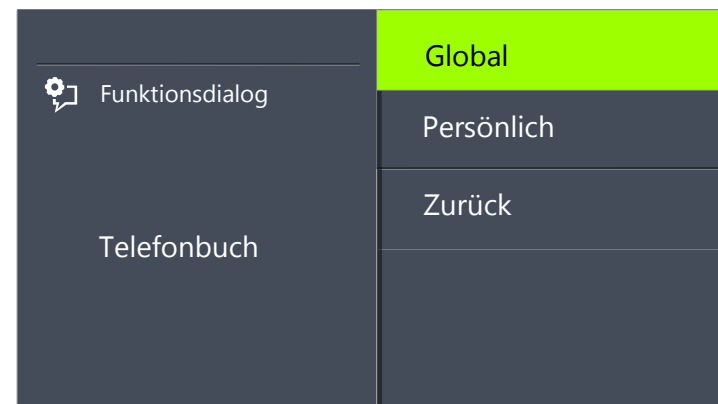 Funktionsdialog
Telefonbuch
Global
Persönlich
Zurück